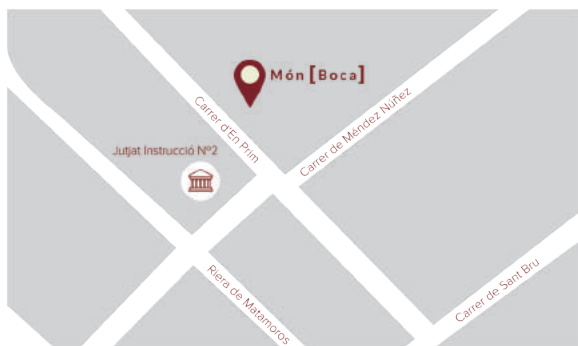 Món [Boca]
Carrer d'En Prim
Carrer de Méndez Núñez
Jutjat Instrucció Nº2
Riera de Matamoros
Carrer de Sant Bru